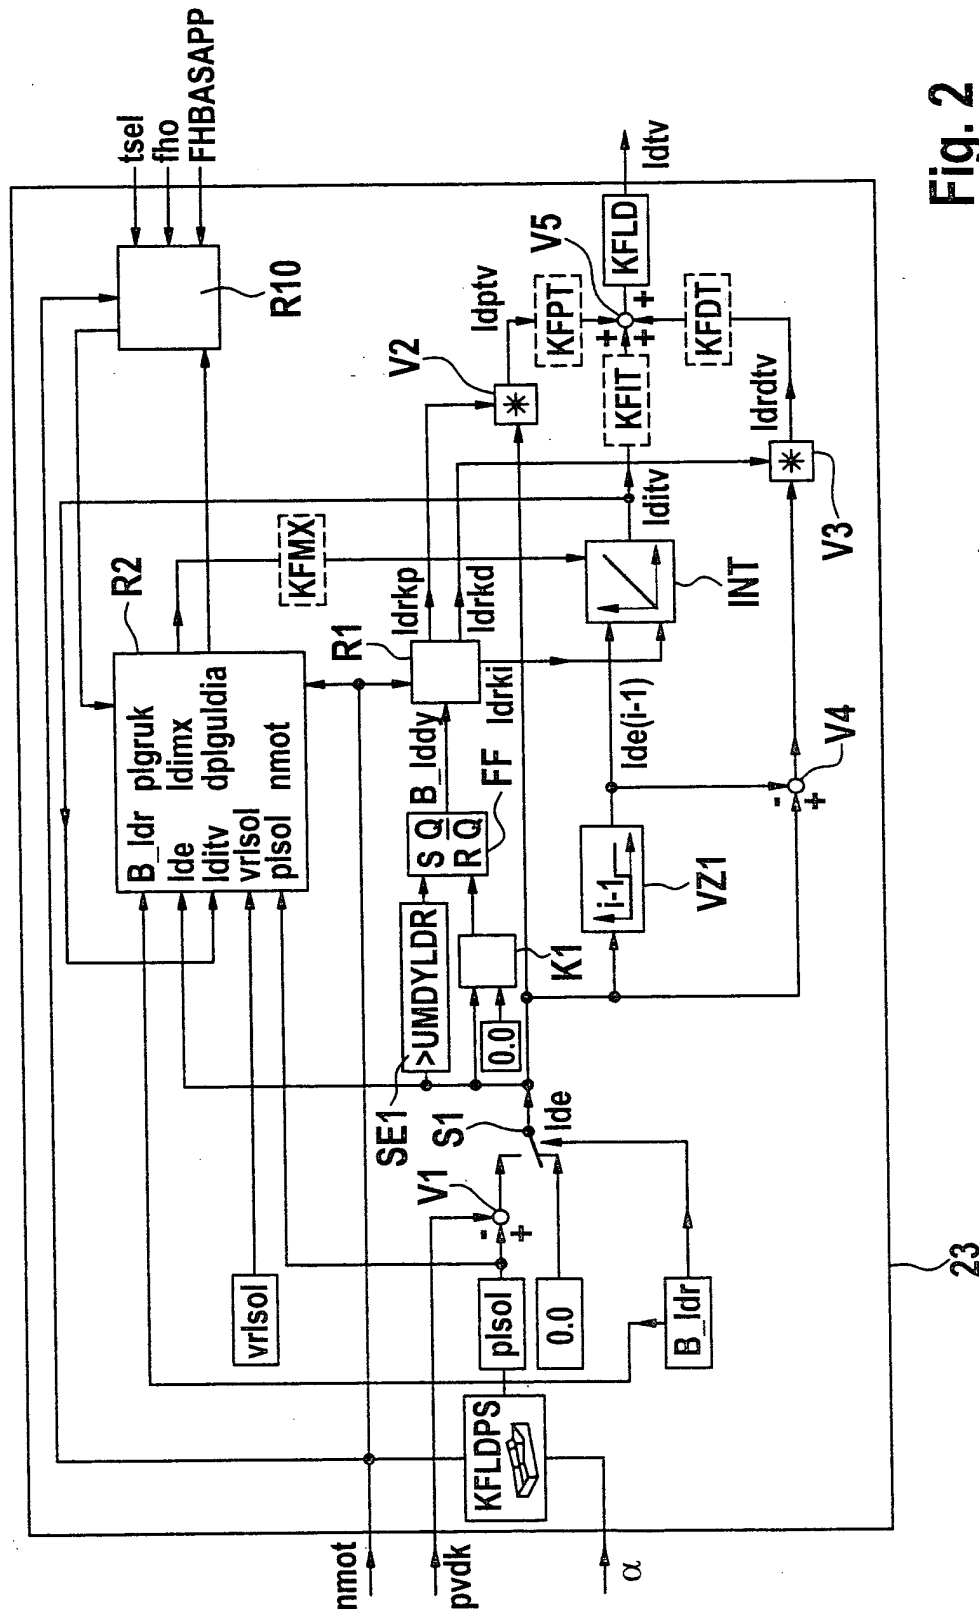 tsel
fho
FHBASAPP
R10
R2
B_ldr plgruk
lde ldimx
lditv dplguldia
vrlsol
plsol nmot
KFMX
ldrkp
V2
ldptv
KFPT
V5
KFLD
ldtv
R1
ldrkd
ldrki
KFIT
lditv
KFDT
ldrdtv
V3
INT
B_lddy
FF
S Q
R Q
>UMDYLDR
SE1
K1
0.0
lde(i-1)
i-1
VZ1
V4
-
+
+
+
+
S1
lde
V1
-
+
vrlsol
plsol
0.0
B_ldr
KFLDPS
nmot
pvdk
α
23
Fig. 2